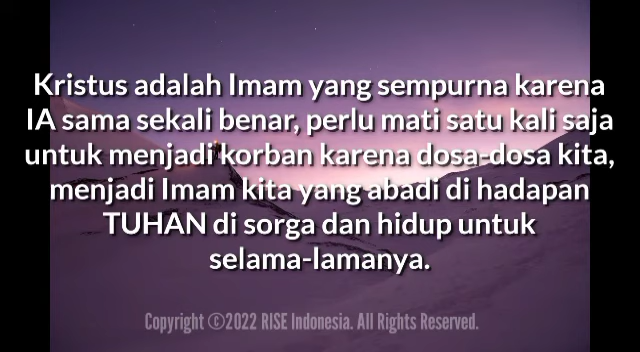 Kristus adalah Imam yang sempurna karena
IA sama sekali benar, perlu mati satu kali saja
untuk menjadi korban karena dosa-dosa kita,
menjadi Imam kita yang abadi di hadapan
TUHAN di sorga dan hidup untuk
selama-lamanya.
Copyright ©2022 RISE Indonesia. All Rights Reserved.